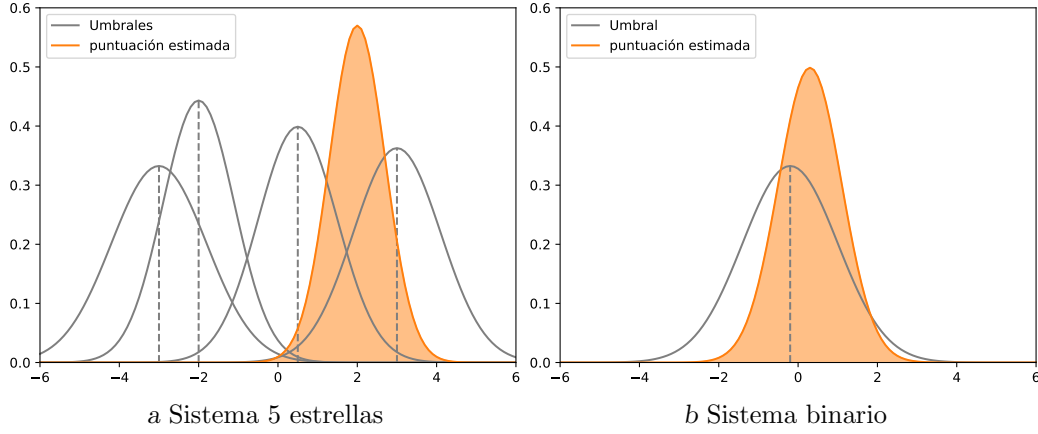 Umbrales
puntuación estimada
0.6
0.5
0.4
0.3
0.2
0.1
0.0
−6 −4 −2 0 2 4 6
a Sistema 5 estrellas
Umbral
puntuación estimada
0.6
0.5
0.4
0.3
0.2
0.1
0.0
−6 −4 −2 0 2 4 6
b Sistema binario